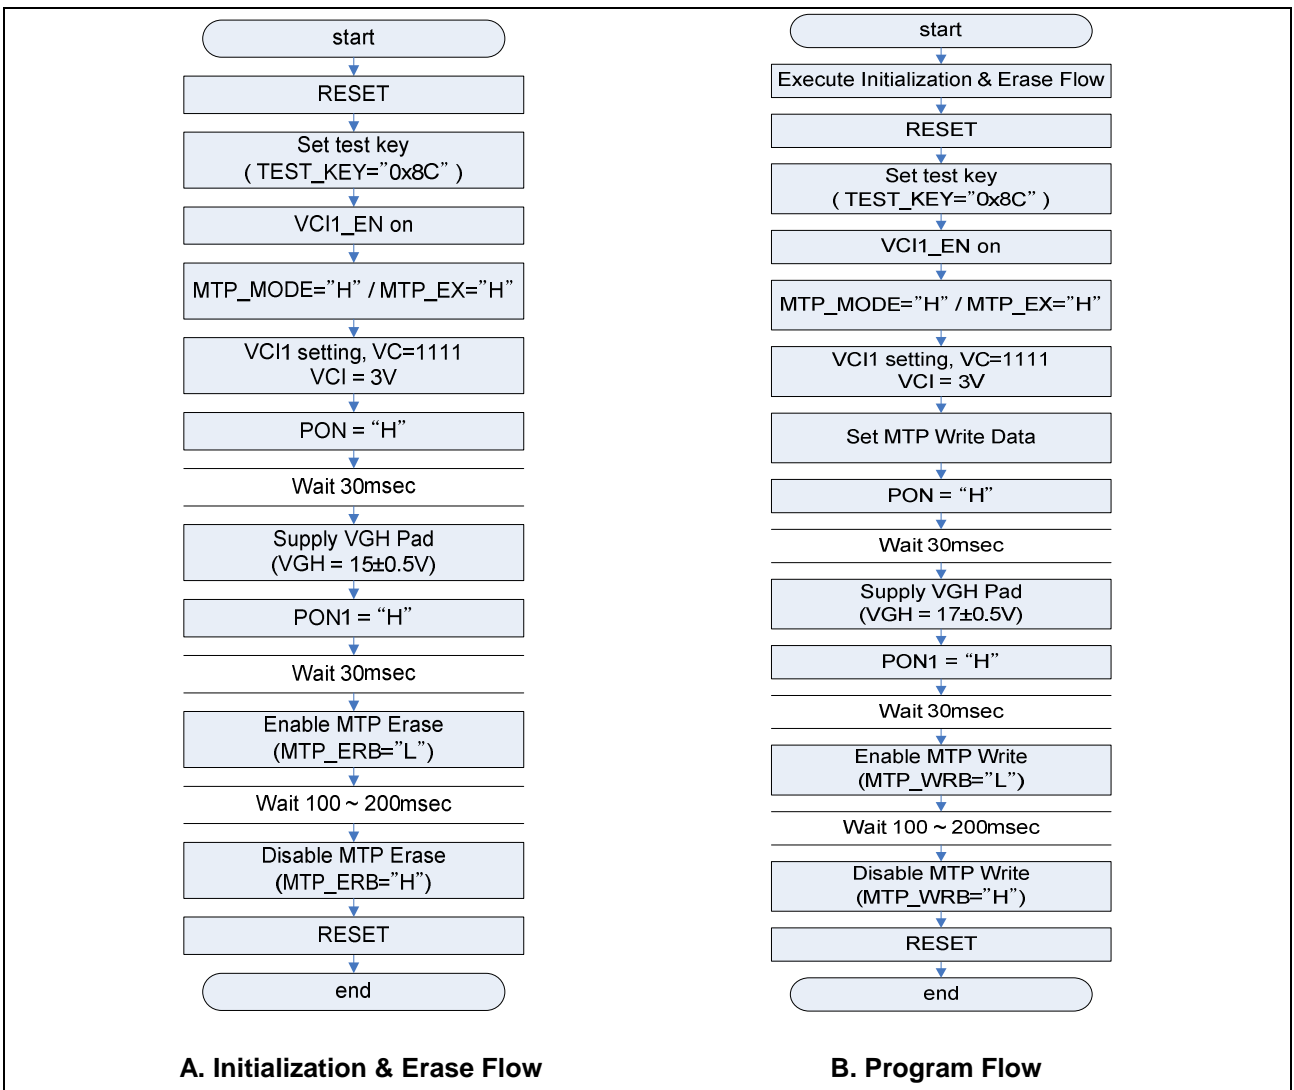 start
RESET
Set test key
( TEST_KEY="0x8C" )
VCI1_EN on
MTP_MODE="H" / MTP_EX="H"
VCI1 setting, VC=1111
VCI = 3V
PON = “H”
Wait 30msec
Supply VGH Pad
(VGH = 15±0.5V)
PON1 = “H”
Wait 30msec
Enable MTP Erase
(MTP_ERB="L")
Wait 100 ~ 200msec
Disable MTP Erase
(MTP_ERB="H")
RESET
end
A. Initialization & Erase Flow
start
Execute Initialization & Erase Flow
RESET
Set test key
( TEST_KEY="0x8C" )
VCI1_EN on
MTP_MODE="H" / MTP_EX="H"
VCI1 setting, VC=1111
VCI = 3V
Set MTP Write Data
PON = “H”
Wait 30msec
Supply VGH Pad
(VGH = 17±0.5V)
PON1 = “H”
Wait 30msec
Enable MTP Write
(MTP_WRB="L")
Wait 100 ~ 200msec
Disable MTP Write
(MTP_WRB="H")
RESET
end
B. Program Flow